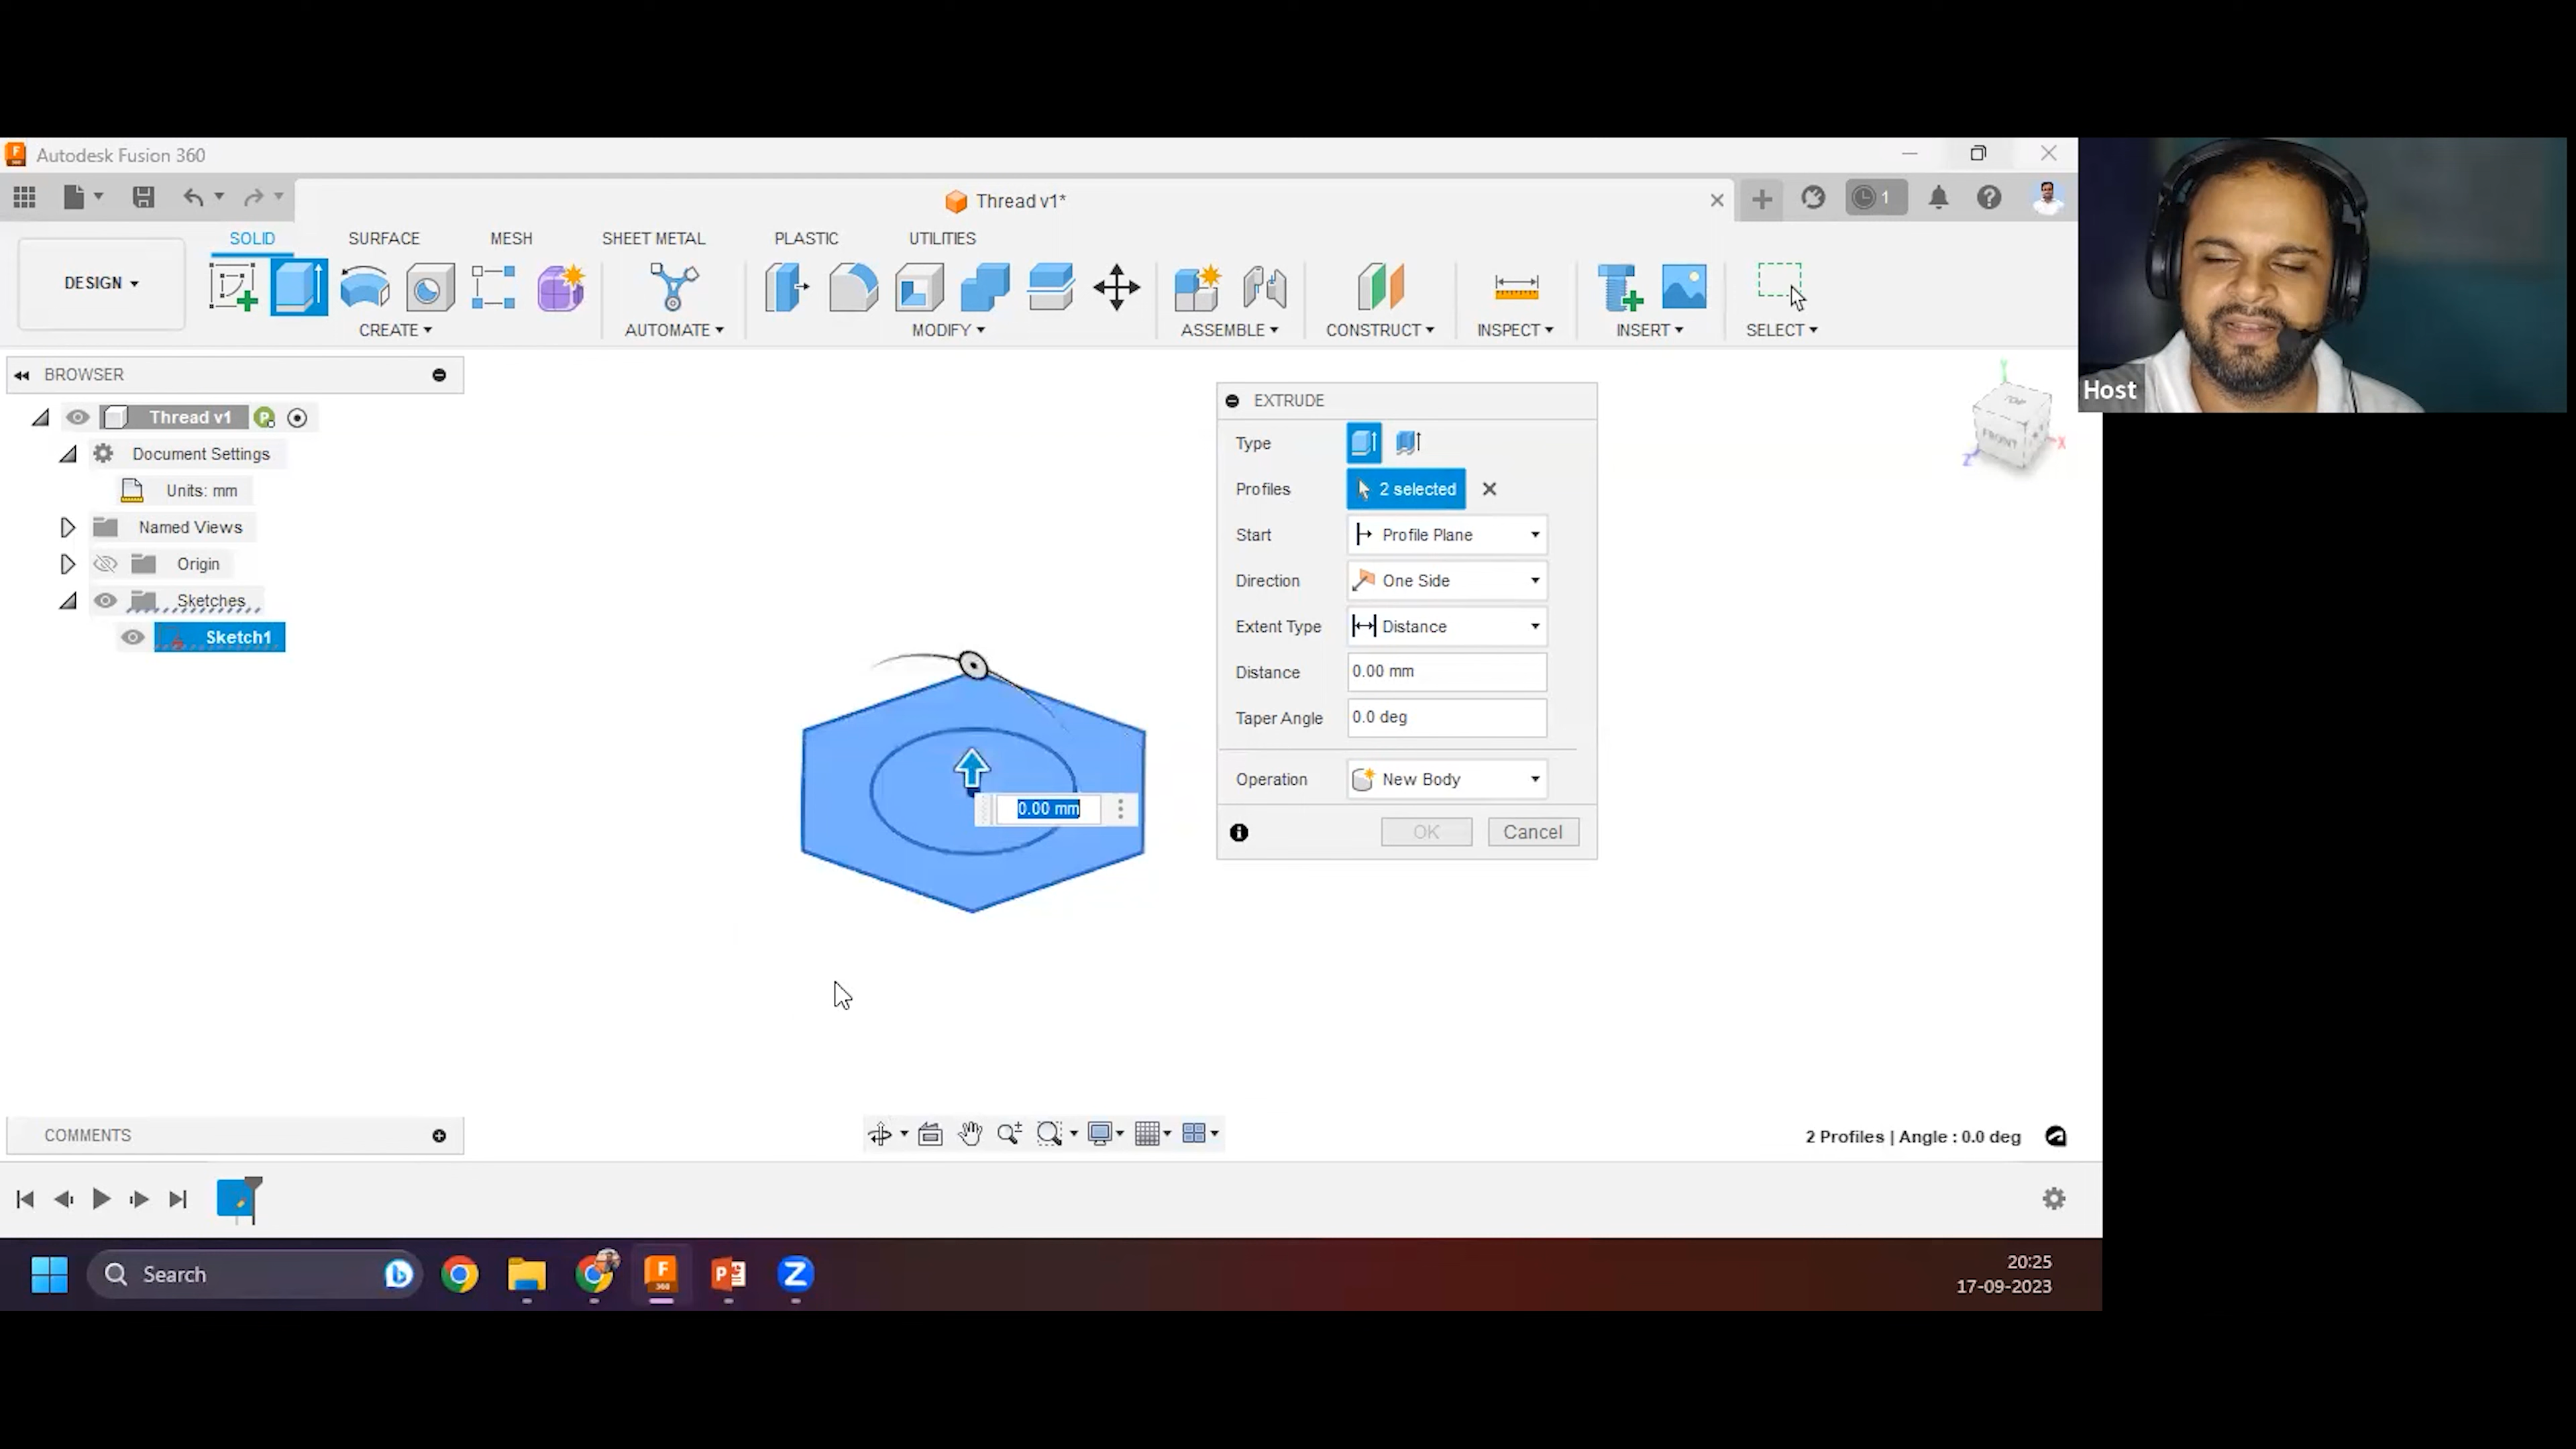 Autodesk Fusion 360
Thread v1*
1
SOLID SURFACE MESH SHEET METAL PLASTIC UTILITIES
DESIGN
CREATE AUTOMATE MODIFY ASSEMBLE CONSTRUCT INSPECT INSERT SELECT
Host
BROWSER
Thread v1
Document Settings
Units: mm
Named Views
Origin
Sketches
Sketch1
EXTRUDE
Type
Profiles 2 selected
Start Profile Plane
Direction One Side
Extent Type Distance
Distance 0.00 mm
Taper Angle 0.0 deg
Operation New Body
OK Cancel
0.00 mm
TOP
FRONT
Y
X
Z
COMMENTS
2 Profiles | Angle : 0.0 deg
Search
20:25
17-09-2023